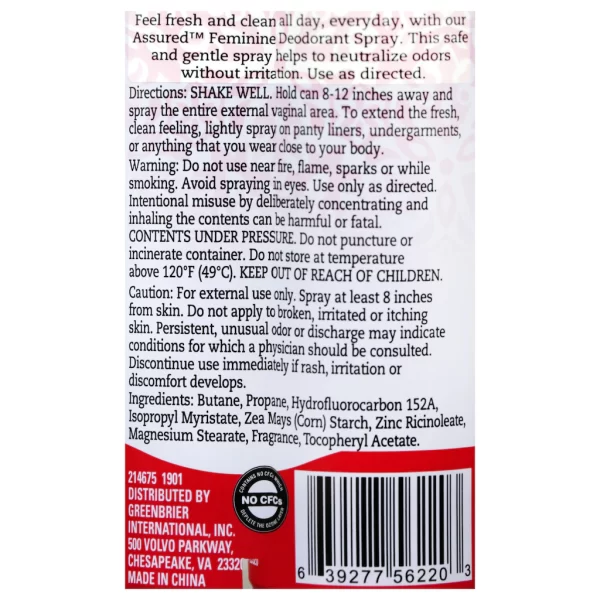 Feel fresh and clean all day, everyday, with our
Assured™ Feminine Deodorant Spray. This safe
and gentle spray helps to neutralize odors
without irritation. Use as directed.
Directions: SHAKE WELL. Hold can 8-12 inches away and
spray the entire external vaginal area. To extend the fresh,
clean feeling, lightly spray on panty liners, undergarments,
or anything that you wear close to your body.
Warning: Do not use near fire, flame, sparks or while
smoking. Avoid spraying in eyes. Use only as directed.
Intentional misuse by deliberately concentrating and
inhaling the contents can be harmful or fatal.
CONTENTS UNDER PRESSURE. Do not puncture or
incinerate container. Do not store at temperature
above 120°F (49°C). KEEP OUT OF REACH OF CHILDREN.
Caution: For external use only. Spray at least 8 inches
from skin. Do not apply to broken, irritated or itching
skin. Persistent, unusual odor or discharge may indicate
conditions for which a physician should be consulted.
Discontinue use immediately if rash, irritation or
discomfort develops.
Ingredients: Butane, Propane, Hydrofluorocarbon 152A,
Isopropyl Myristate, Zea Mays (Corn) Starch, Zinc Ricinoleate,
Magnesium Stearate, Fragrance, Tocopheryl Acetate.
214675 1901
DISTRIBUTED BY
GREENBRIER
INTERNATIONAL, INC.
500 VOLVO PARKWAY,
CHESAPEAKE, VA
MADE IN CHINA
CONTAINS NO CFCs WHICH
NO CFCs
DEPLETE THE OZONE LAYER
6 39277 56220 3